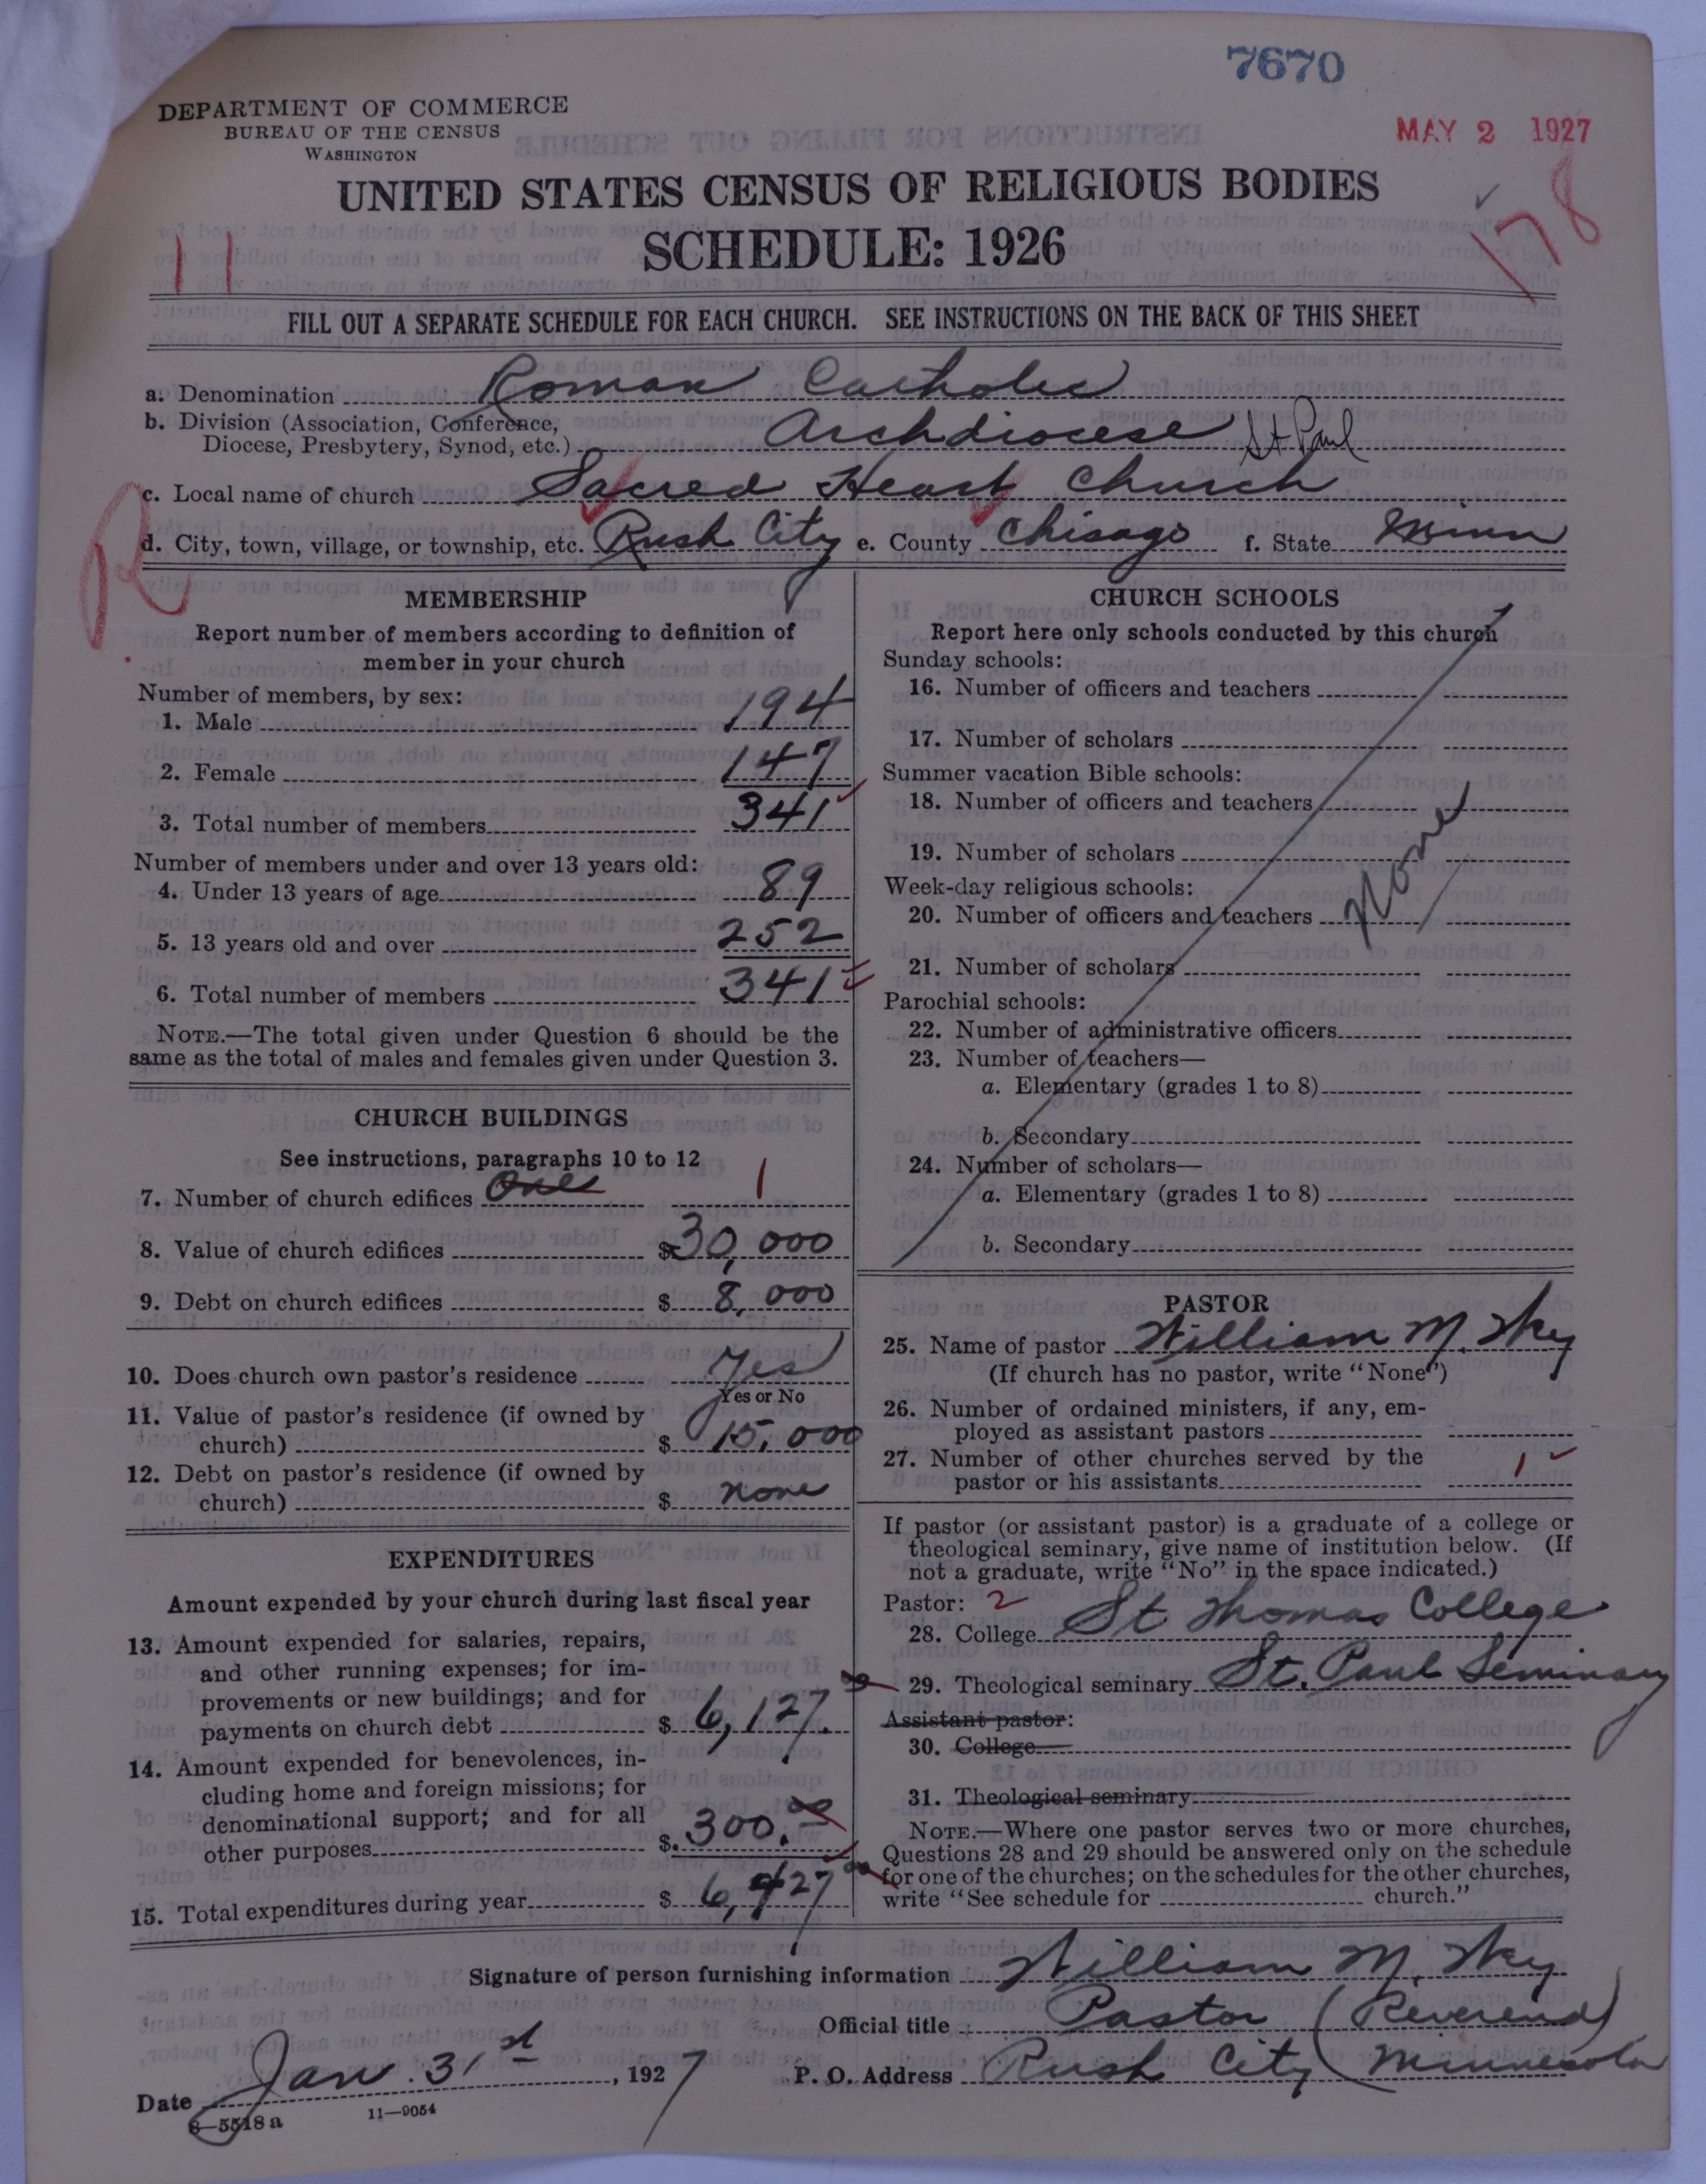 7670
DEPARTMENT OF COMMERCE
BUREAU OF THE CENSUS
WASHINGTON
MAY 2 1927
178
UNITED STATES CENSUS OF RELIGIOUS BODIES
SCHEDULE: 1926
11
FILL OUT A SEPARATE SCHEDULE FOR EACH CHURCH. SEE INSTRUCTIONS ON THE BACK OF THIS SHEET
a. Denomination Roman Catholic
b. Division (Association, Conference,
Diocese, Presbytery, Synod, etc.) Archdiocese St Paul
c. Local name of church Sacred Heart Church
R
d. City, town, village, or township, etc. Rush City e. County Chisago f. State Minn
MEMBERSHIP
Report number of members according to definition of
member in your church
Number of members, by sex:
1. Male 194
2. Female 147
3. Total number of members 341
Number of members under and over 13 years old:
4. Under 13 years of age 89
5. 13 years old and over 252
6. Total number of members 341
NOTE.—The total given under Question 6 should be the
same as the total of males and females given under Question 3.
CHURCH BUILDINGS
See instructions, paragraphs 10 to 12
7. Number of church edifices One 1
8. Value of church edifices $30,000
9. Debt on church edifices $ 8,000
10. Does church own pastor's residence Yes
Yes or No
11. Value of pastor's residence (if owned by
church) $ 15,000
12. Debt on pastor's residence (if owned by
church) $ none
EXPENDITURES
Amount expended by your church during last fiscal year
13. Amount expended for salaries, repairs,
and other running expenses; for im-
provements or new buildings; and for
payments on church debt $ 6,127.00
14. Amount expended for benevolences, in-
cluding home and foreign missions; for
denominational support; and for all
other purposes $ 300.00
15. Total expenditures during year $ 6,427 00
CHURCH SCHOOLS
Report here only schools conducted by this church
Sunday schools:
16. Number of officers and teachers
17. Number of scholars
Summer vacation Bible schools:
18. Number of officers and teachers
19. Number of scholars
Week-day religious schools:
20. Number of officers and teachers None
21. Number of scholars
Parochial schools:
22. Number of administrative officers
23. Number of teachers—
a. Elementary (grades 1 to 8)
b. Secondary
24. Number of scholars—
a. Elementary (grades 1 to 8)
b. Secondary
PASTOR
25. Name of pastor William M. Wey
(If church has no pastor, write "None")
26. Number of ordained ministers, if any, em-
ployed as assistant pastors
27. Number of other churches served by the
pastor or his assistants 1
If pastor (or assistant pastor) is a graduate of a college or
theological seminary, give name of institution below. (If
not a graduate, write "No" in the space indicated.)
Pastor: 2
28. College St. Thomas College
29. Theological seminary St. Paul Seminary
Assistant pastor:
30. College
31. Theological seminary
NOTE.—Where one pastor serves two or more churches,
Questions 28 and 29 should be answered only on the schedule
for one of the churches; on the schedules for the other churches,
write "See schedule for church."
Signature of person furnishing information William M. Wey
Official title Pastor (Reverend)
Date Jan. 31st, 1927 P. O. Address Rush City Minnesota
8—5518 a 11—9054